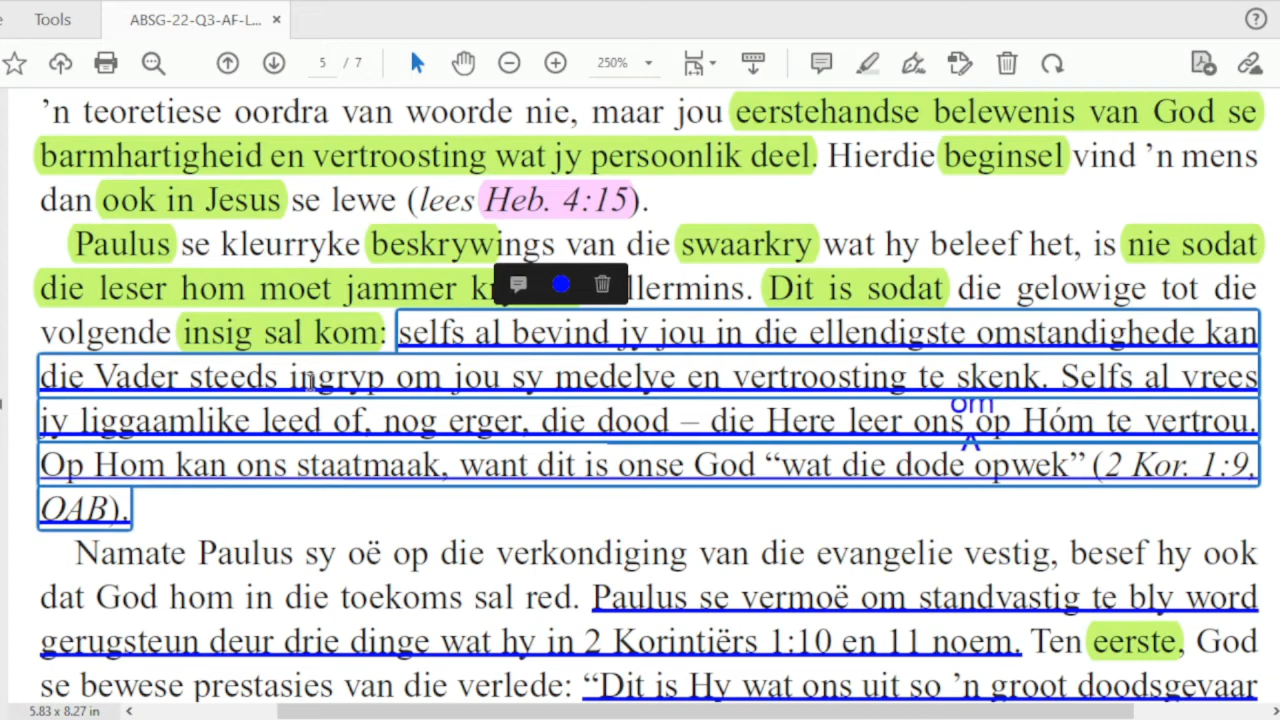 Tools
ABSG-22-Q3-AF-L... ×
5 / 7
250%
’n teoretiese oordra van woorde nie, maar jou eerstehandse belewenis van God se
barmhartigheid en vertroosting wat jy persoonlik deel. Hierdie beginsel vind ’n mens
dan ook in Jesus se lewe (lees Heb. 4:15).
Paulus se kleurryke beskrywings van die swaarkry wat hy beleef het, is nie sodat
die leser hom moet jammer llermins. Dit is sodat die gelowige tot die
volgende insig sal kom: selfs al bevind jy jou in die ellendigste omstandighede kan
die Vader steeds ingryp om jou sy medelye en vertroosting te skenk. Selfs al vrees
om
jy liggaamlike leed of, nog erger, die dood – die Here leer ons op Hóm te vertrou.
Op Hom kan ons staatmaak, want dit is onse God “wat die dode opwek” (2 Kor. 1:9,
OAB).
Namate Paulus sy oë op die verkondiging van die evangelie vestig, besef hy ook
dat God hom in die toekoms sal red. Paulus se vermoë om standvastig te bly word
gerugsteun deur drie dinge wat hy in 2 Korintiërs 1:10 en 11 noem. Ten eerste, God
se bewese prestasies van die verlede: “Dit is Hy wat ons uit so ’n groot doodsgevaar
5.83 x 8.27 in